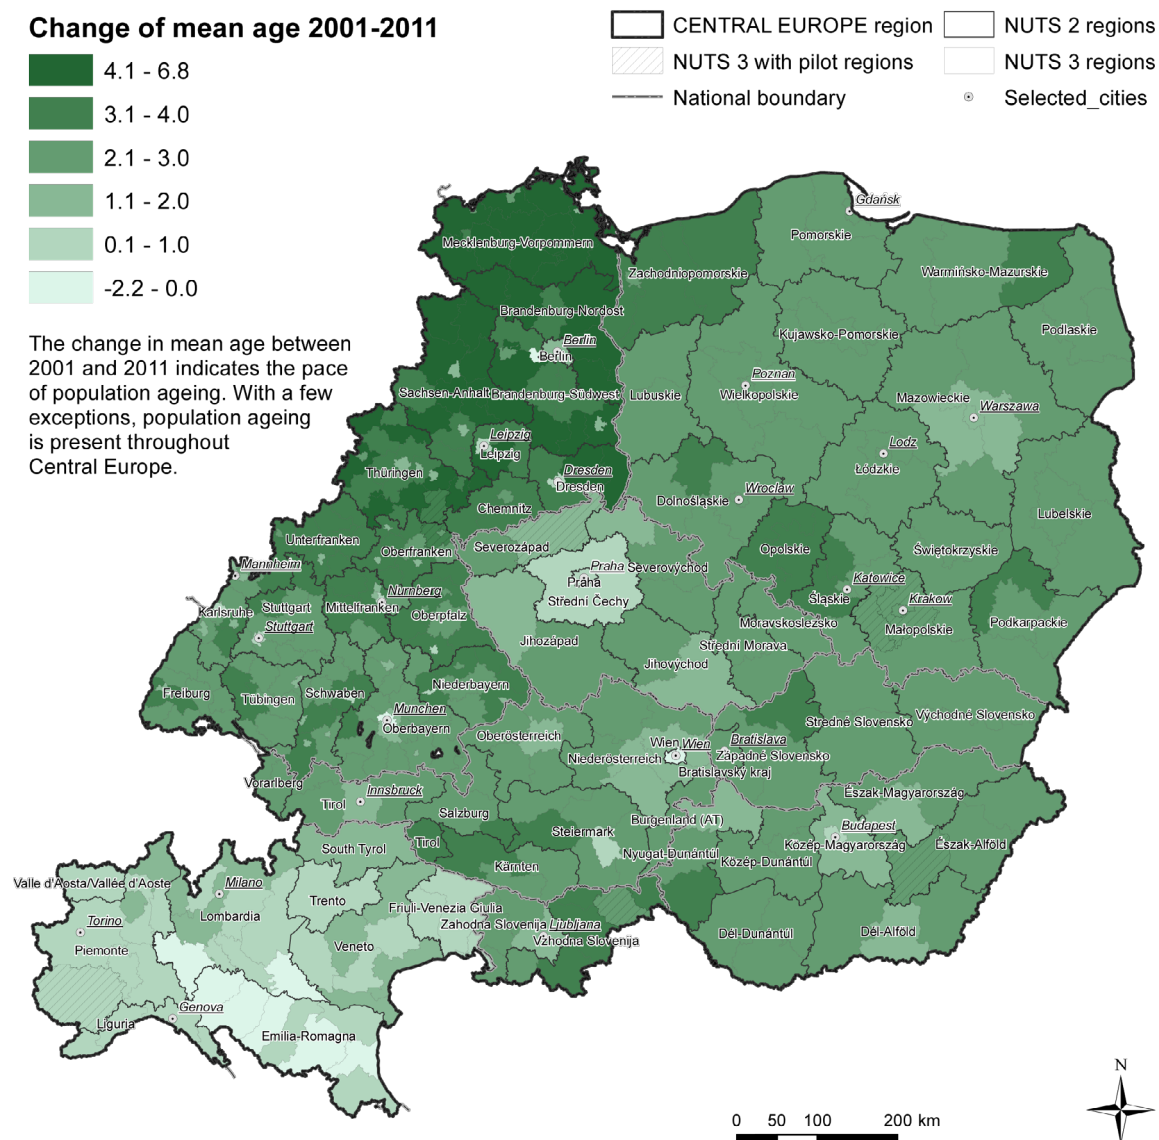 Change of mean age 2001-2011
4.1 - 6.8
3.1 - 4.0
2.1 - 3.0
1.1 - 2.0
0.1 - 1.0
-2.2 - 0.0
CENTRAL EUROPE region
NUTS 2 regions
NUTS 3 with pilot regions
NUTS 3 regions
National boundary
Selected_cities
The change in mean age between
2001 and 2011 indicates the pace
of population ageing. With a few
exceptions, population ageing
is present throughout
Central Europe.
Gdańsk
Mecklenburg-Vorpommern
Pomorskie
Zachodniopomorskie
Warmińsko-Mazurskie
Brandenburg-Nordost
Kujawsko-Pomorskie
Podlaskie
Berlin
Berlin
Poznan
Sachsen-Anhalt
Brandenburg-Südwest
Lubuskie
Wielkopolskie
Mazowieckie
Warszawa
Leipzig
Leipzig
Lodz
Łódzkie
Thüringen
Dresden
Dresden
Wroclaw
Dolnośląskie
Chemnitz
Lubelskie
Unterfranken
Oberfranken
Severozápad
Opolskie
Świętokrzyskie
Mannheim
Praha
Severovýchod
Praha
Katowice
Nürnberg
Śląskie
Krakow
Střední Čechy
Karlsruhe
Stuttgart
Mittelfranken
Oberpfalz
Stuttgart
Moravskoslezsko
Małopolskie
Podkarpackie
Jihozápad
Střední Morava
Jihovýchod
Freiburg
Tübingen
Schwaben
Niederbayern
Munchen
Oberbayern
Stredné Slovensko
Východné Slovensko
Oberösterreich
Wien
Wien
Bratislava
Niederösterreich
Západné Slovensko
Bratislavský kraj
Vorarlberg
Tirol
Innsbruck
Észak-Magyarország
Salzburg
Burgenland (AT)
Budapest
Steiermark
South Tyrol
Tirol
Közép-Magyarország
Észak-Alföld
Nyugat-Dunántúl
Közép-Dunántúl
Kärnten
Valle d'Aosta/Vallée d'Aoste
Milano
Trento
Lombardia
Friuli-Venezia Giulia
Torino
Zahodna Slovenija
Ljubljana
Piemonte
Veneto
Vzhodna Slovenija
Dél-Dunántúl
Dél-Alföld
Genova
Liguria
Emilia-Romagna
N
0 50 100 200 km